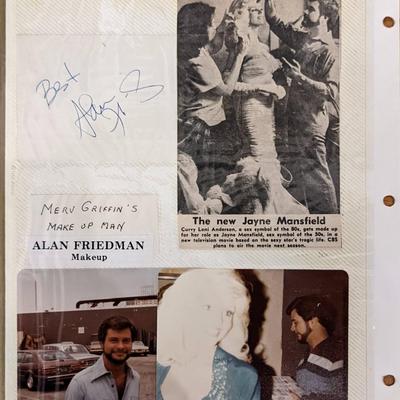 Best
The new Jayne Mansfield
Curvy Loni Anderson, a sex symbol of the 80s, gets made up
for her role as Jayne Mansfield, sex symbol of the 50s, in a
new television movie based on the sexy star's tragic life. CBS
plans to air the movie next season.
MERV GRIFFIN'S
MAKE UP MAN
ALAN FRIEDMAN
Makeup